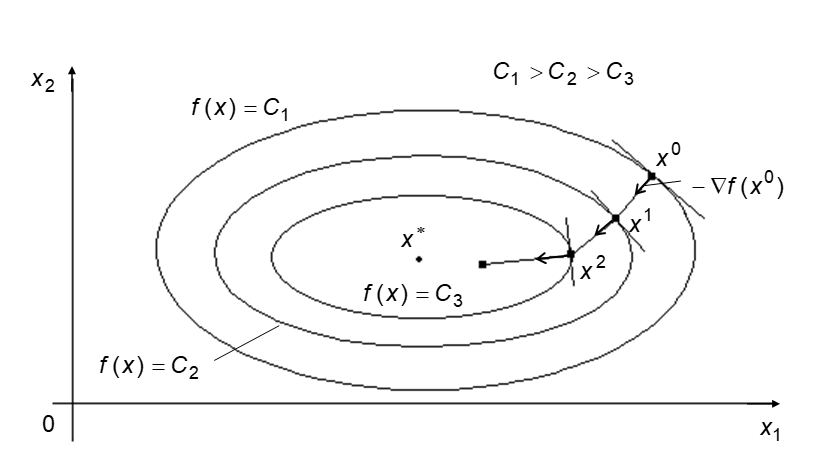 x₂
C₁ > C₂ > C₃
f(x) = C₁
x⁰
− ∇f(x⁰)
x¹
x*
x²
f(x) = C₃
f(x) = C₂
0
x₁